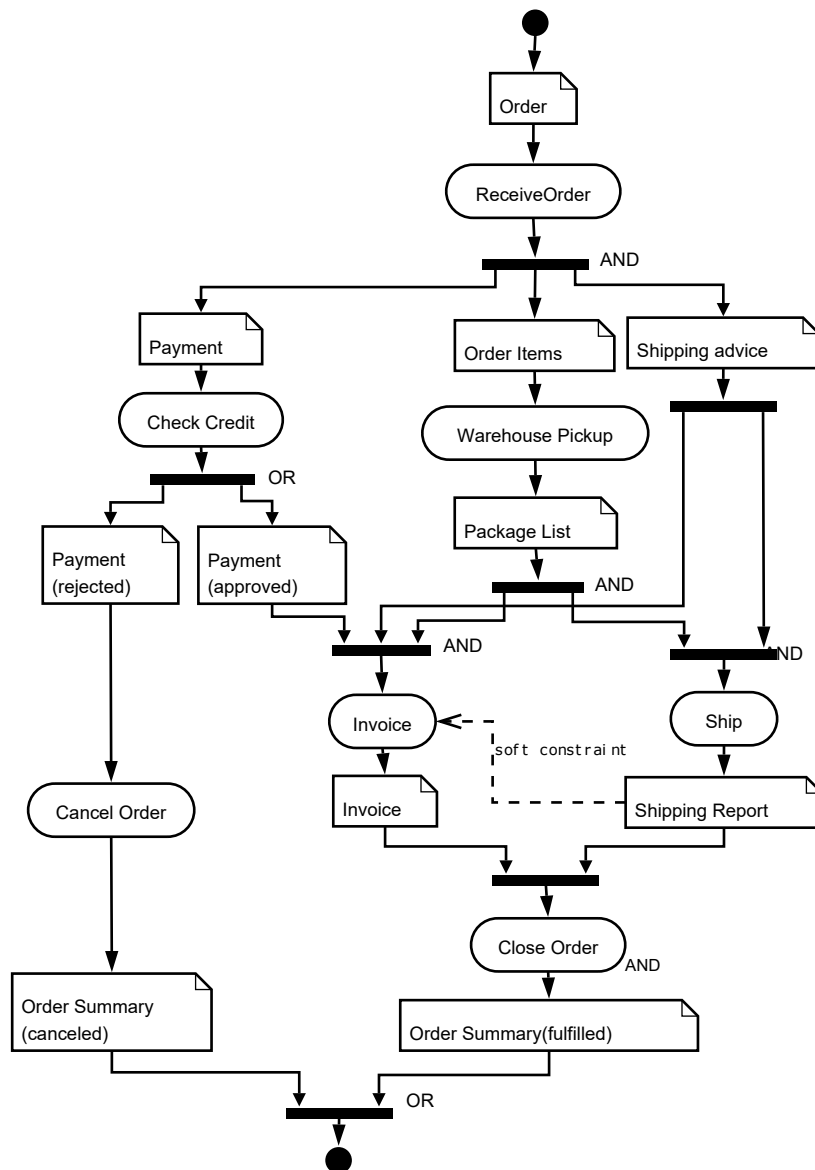 Order
ReceiveOrder
AND
Payment
Order Items
Shipping advice
Check Credit
Warehouse Pickup
OR
Package List
Payment
(rejected)
Payment
(approved)
AND
AND
AND
Invoice
Ship
soft constraint
Cancel Order
Invoice
Shipping Report
Close Order
AND
Order Summary
(canceled)
Order Summary(fulfilled)
OR